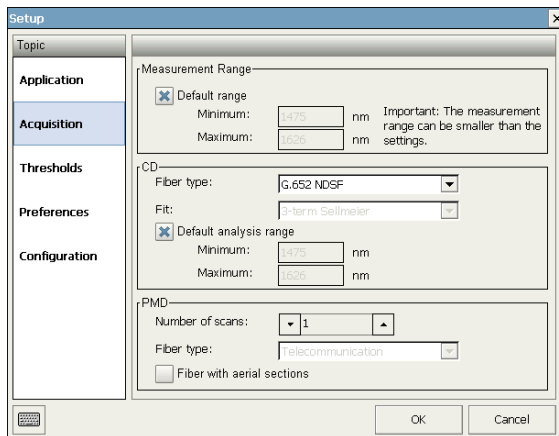 Setup
Topic
Application
Acquisition
Thresholds
Preferences
Configuration
Measurement Range
Default range
Minimum: 1475 nm
Maximum: 1626 nm
Important: The measurement
range can be smaller than the
settings.
CD
Fiber type: G.652 NDSF
Fit: 3-term Sellmeier
Default analysis range
Minimum: 1475 nm
Maximum: 1626 nm
PMD
Number of scans: 1
Fiber type: Telecommunication
Fiber with aerial sections
OK Cancel